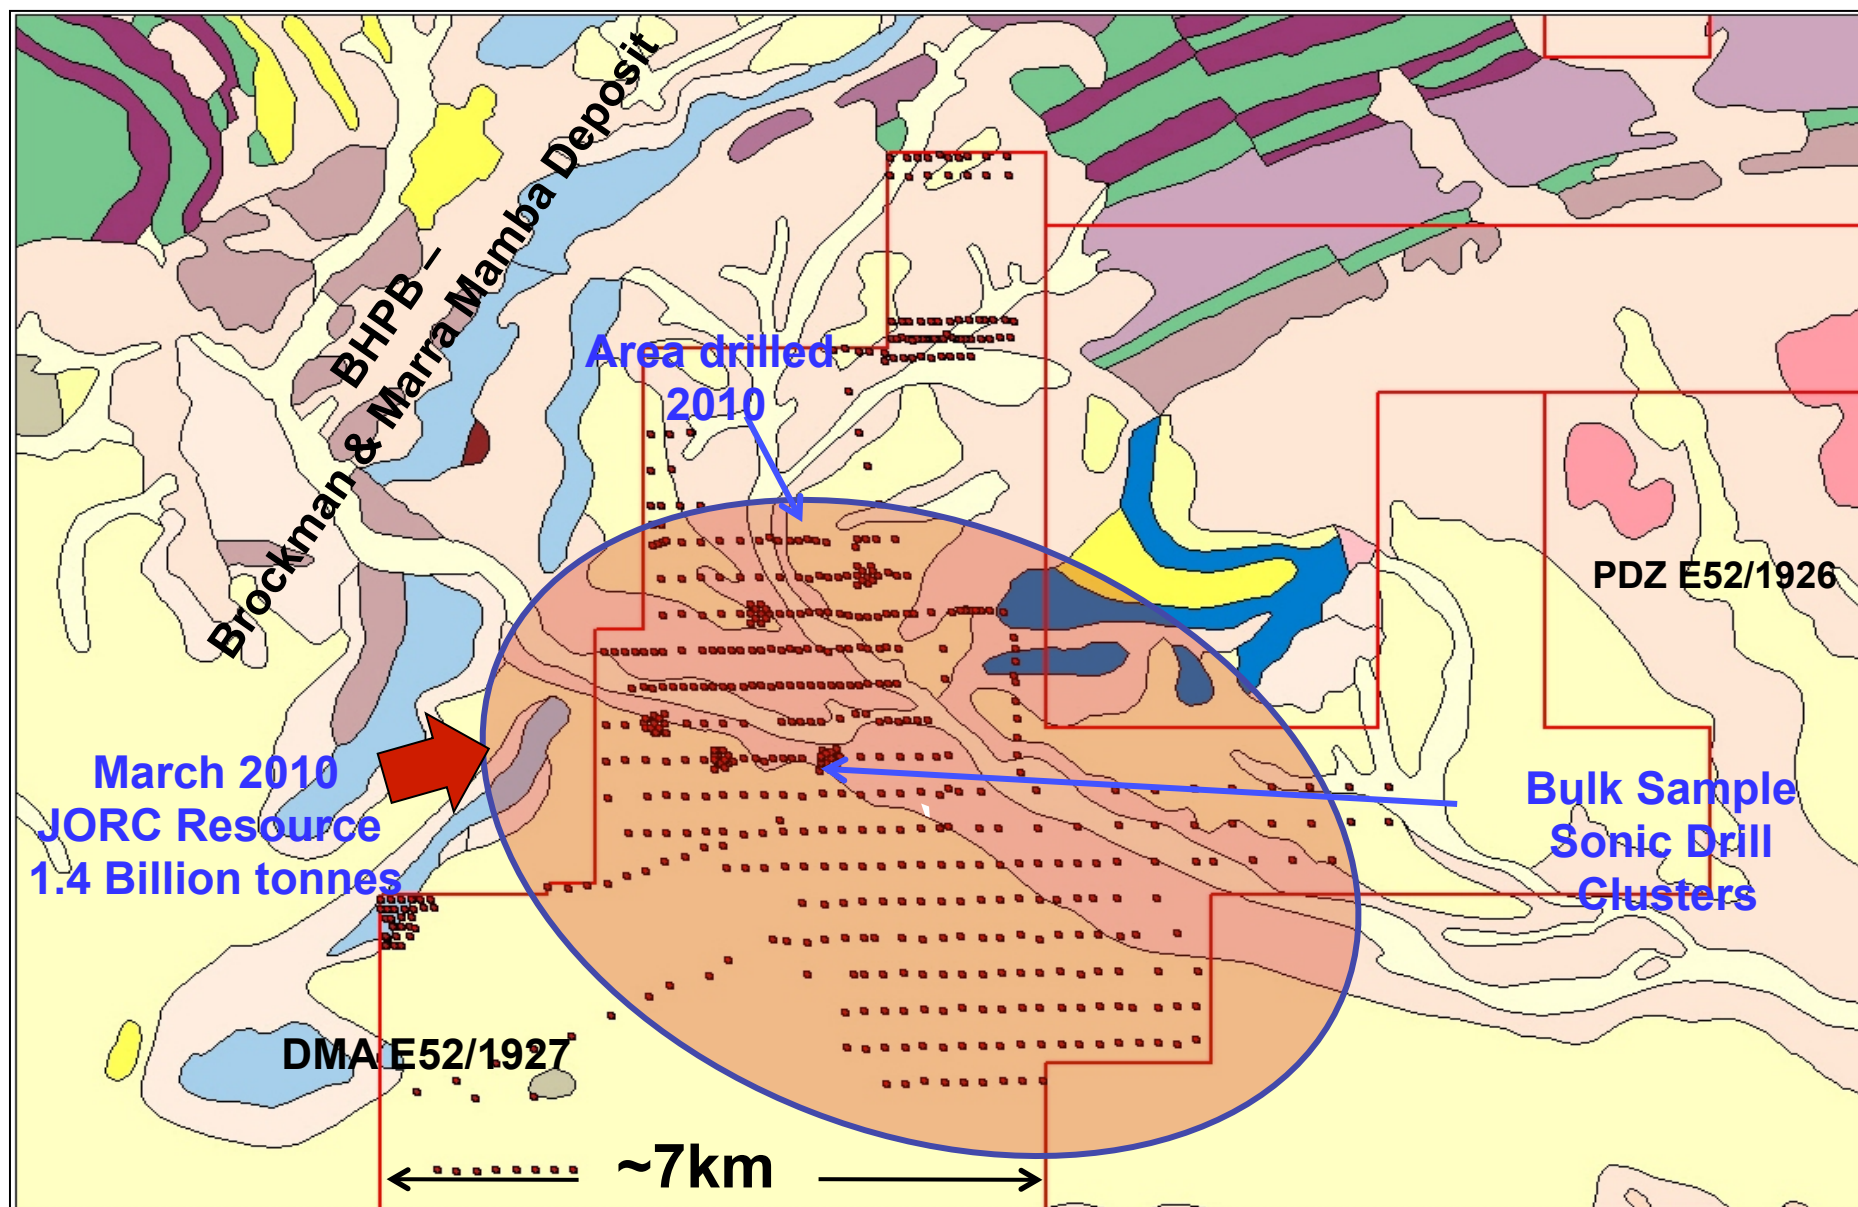 BHPB –
Brockman & Marra Mamba Deposit
Area drilled
2010
PDZ E52/1926
March 2010
JORC Resource
1.4 Billion tonnes
Bulk Sample
Sonic Drill
Clusters
DMA E52/1927
~7km